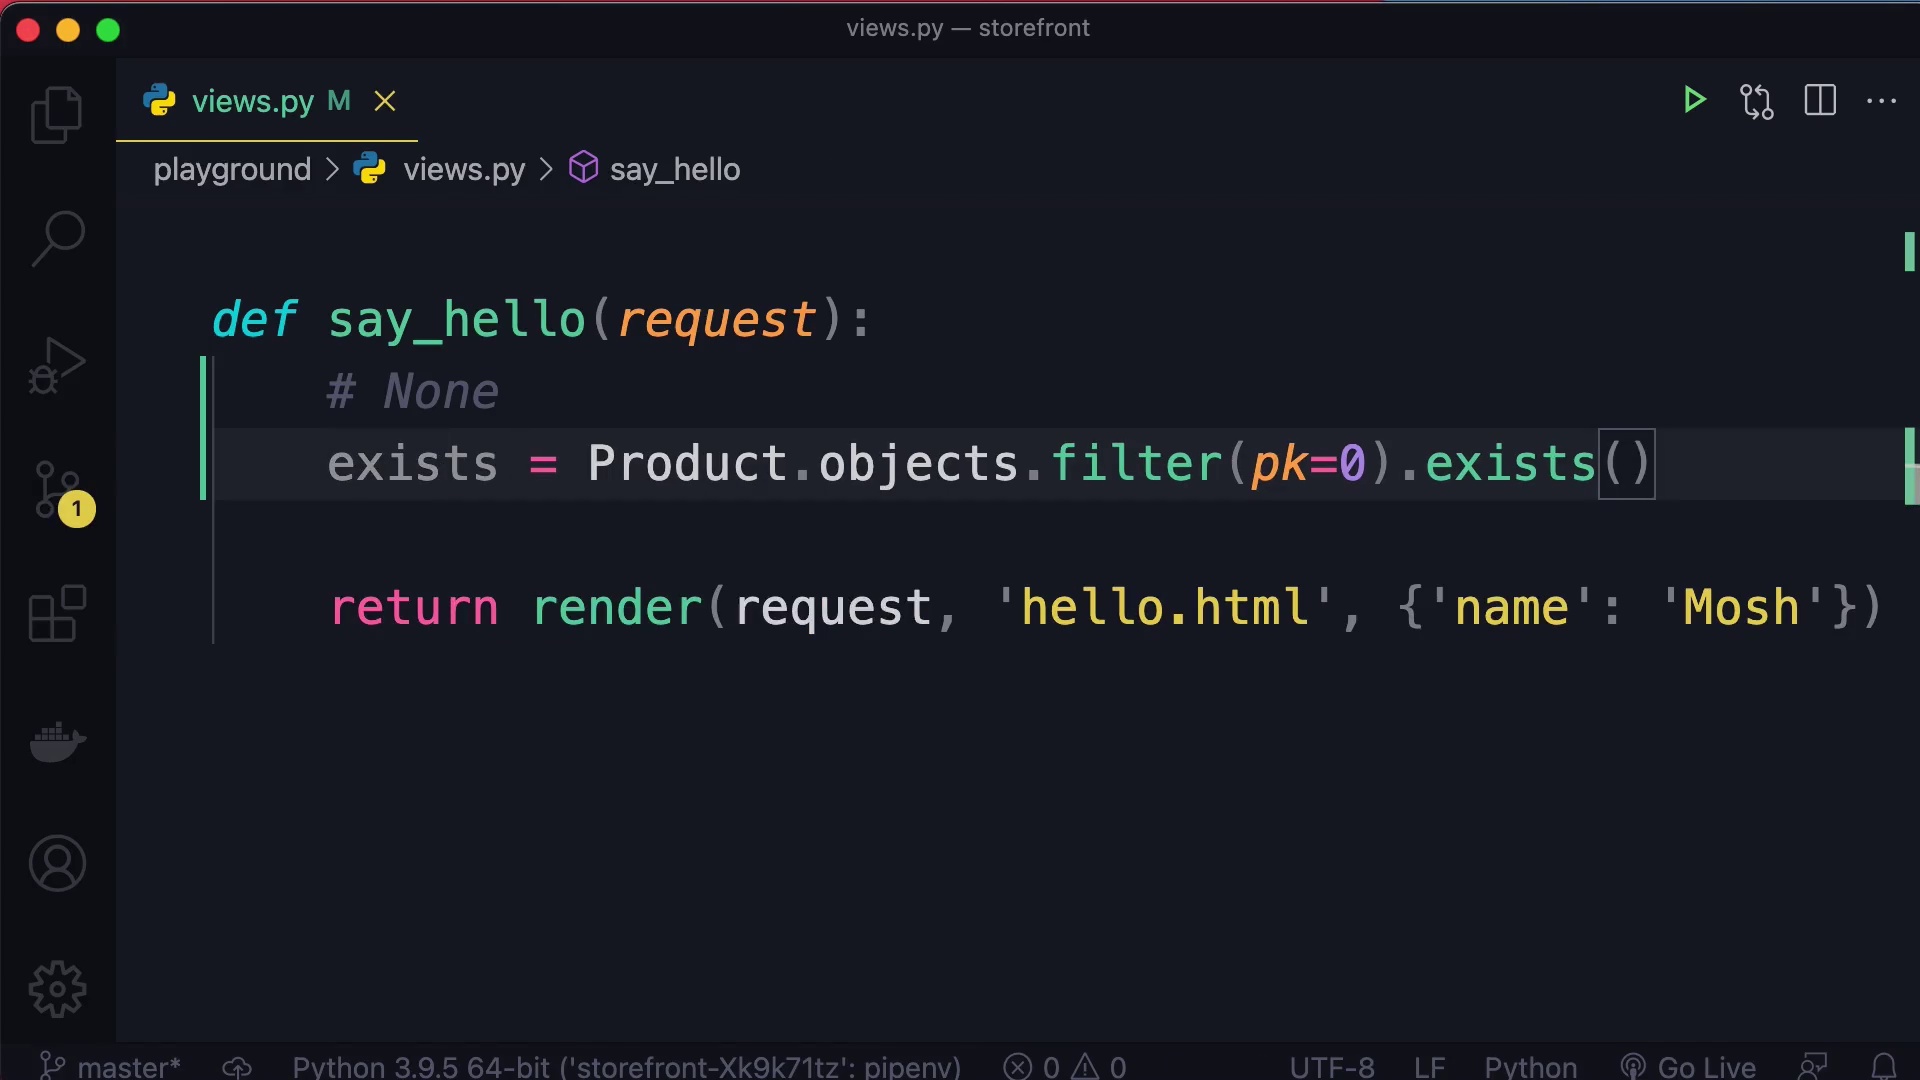 views.py — storefront
views.py M
playground > views.py > say_hello
def say_hello(request):
# None
exists = Product.objects.filter(pk=0).exists()
1
return render(request, 'hello.html', {'name': 'Mosh'})
master* Python 3.9.5 64-bit ('storefront-Xk9k71tz': pipenv) 0 0 UTF-8 LF Python Go Live